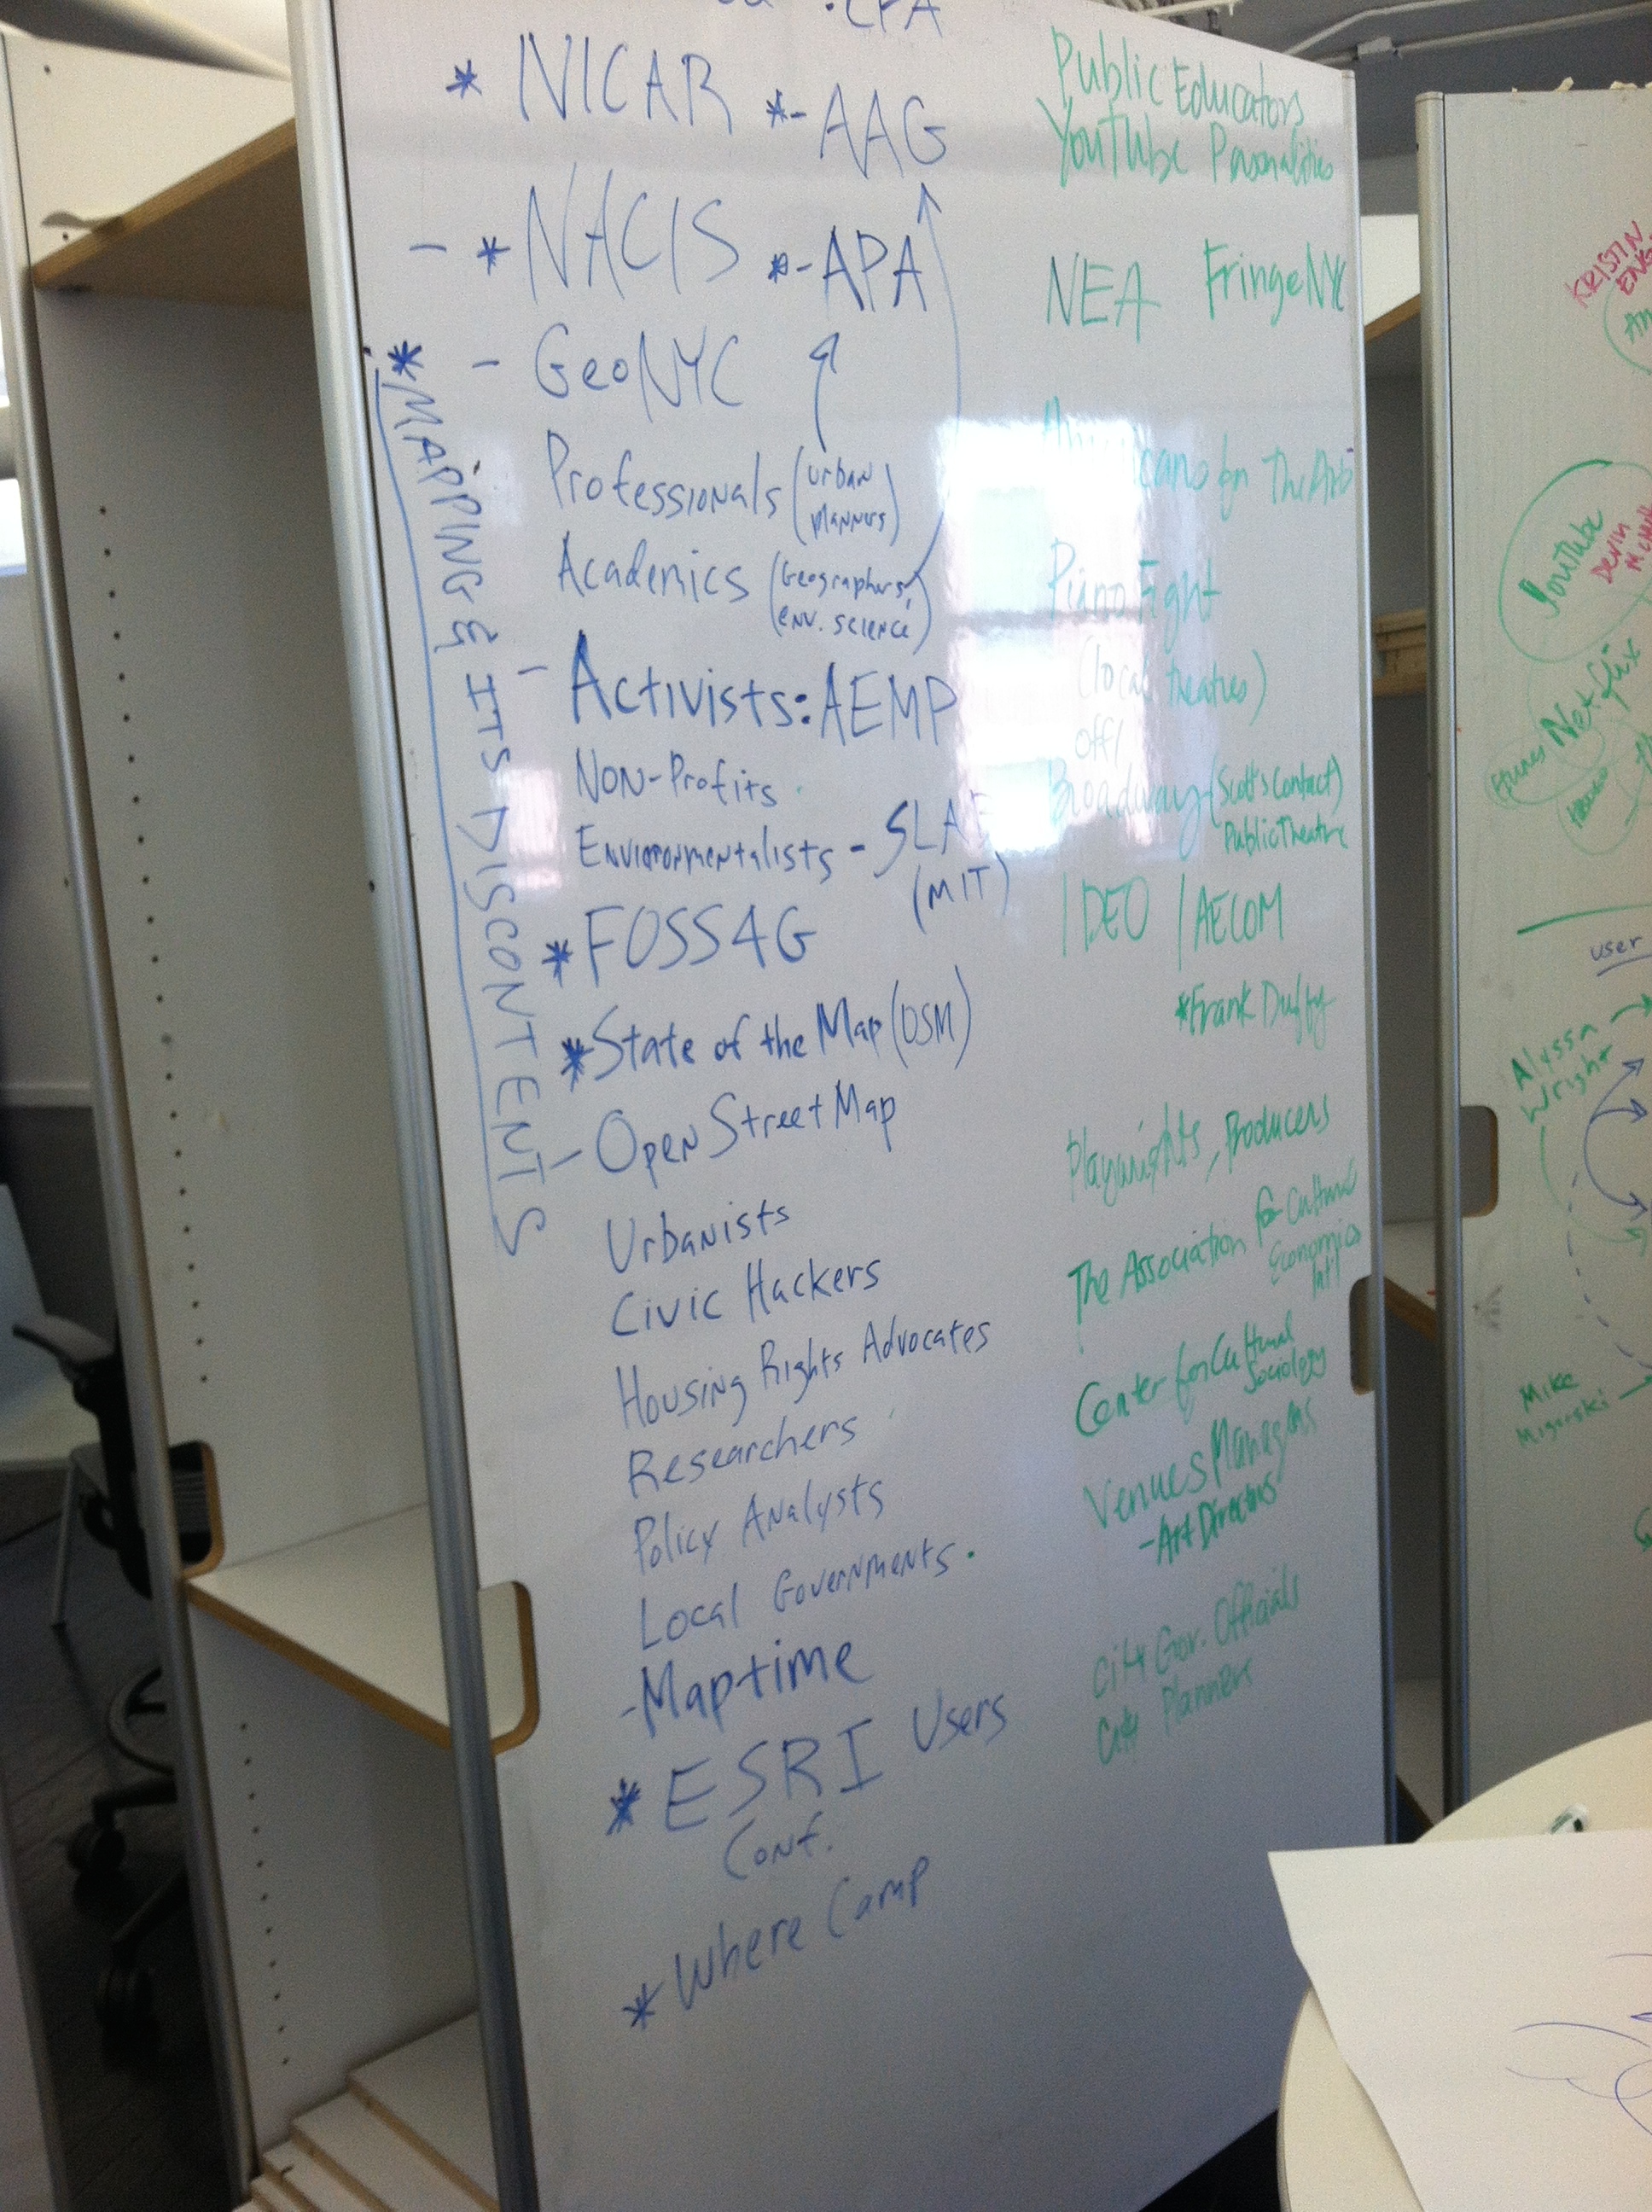 CFA
* NICAR *- AAG
- * NACIS *- APA
- GeoNYC
Professionals (urban planners)
Academics (Geographers, env. science)
- Activists: AEMP
Non-Profits
Environmentalists - SLAB
(MIT)
* FOSS4G
* State of the Map (OSM)
- Open Street Map
Urbanists
Civic Hackers
Housing Rights Advocates
Researchers
Policy Analysts
Local Governments.
- Maptime
* ESRI Users
Conf.
* Where Camp
* MAPPING & ITS DISCONTENTS
Public Educators
YouTube Personalities
NEA FringeNYC
for The Arts
Piano Fight
(local theatres)
off/
Broadway - (Scott's Contact)
Public Theatre
IDEO / AECOM
* Frank Duffy
Playwrights, Producers
The Association for Cultural
Economics
Int'l
Center for Cultural
Sociology
Venues Managers
- Art Directors
City Gov. Officials
City Planners
KRISTIN
ENG
YouTube
Devin
Netflix
iTunes
user
Alyssa
Wright
Mike
Migurski